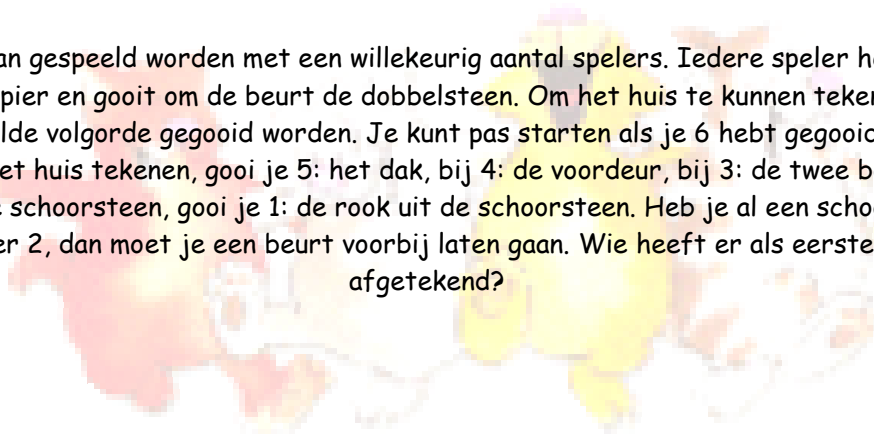 an gespeeld worden met een willekeurig aantal spelers. Iedere speler h
pier en gooit om de beurt de dobbelsteen. Om het huis te kunnen teker
lde volgorde gegooid worden. Je kunt pas starten als je 6 hebt gegooid
et huis tekenen, gooi je 5: het dak, bij 4: de voordeur, bij 3: de twee b
schoorsteen, gooi je 1: de rook uit de schoorsteen. Heb je al een scho
er 2, dan moet je een beurt voorbij laten gaan. Wie heeft er als eerste
afgetekend?